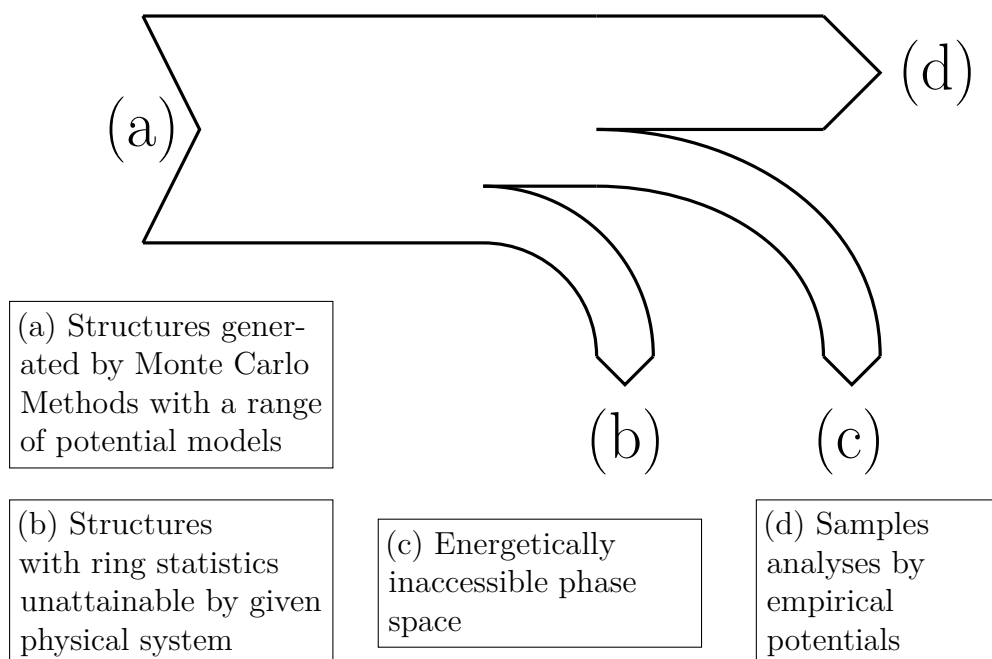 (d)
(a)
(b)
(c)
(a) Structures gener-
ated by Monte Carlo
Methods with a range
of potential models
(b) Structures
with ring statistics
unattainable by given
physical system
(c) Energetically
inaccessible phase
space
(d) Samples
analyses by
empirical
potentials